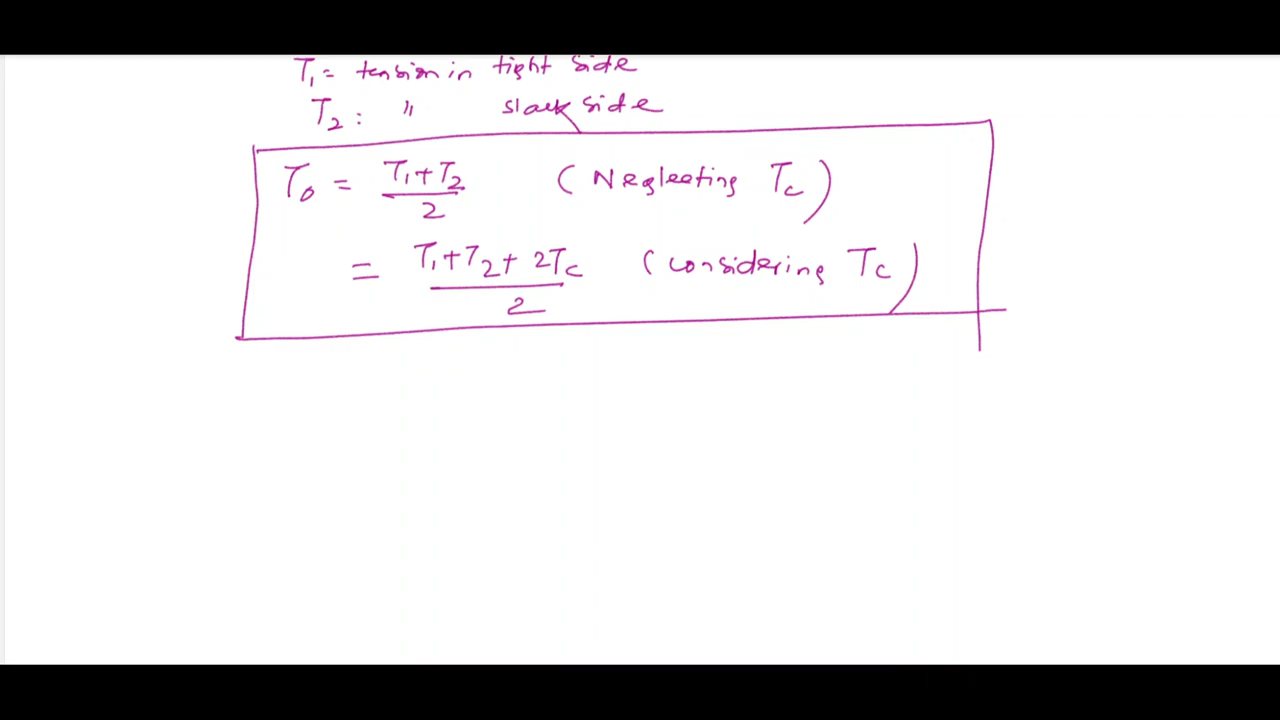 T₁ = tension in tight side
T₂ : " slack side
T₀ = (T₁+T₂)/2 (Neglecting Tc)
= (T₁+T₂+2Tc)/2 (considering Tc)